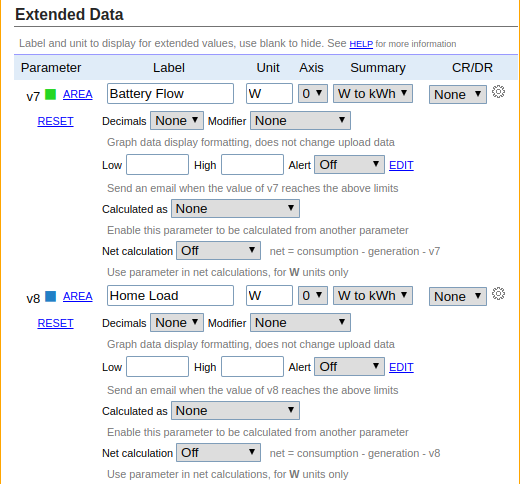 Extended Data
Label and unit to display for extended values, use blank to hide. See HELP for more information
Parameter Label Unit Axis Summary CR/DR
v7 AREA Battery Flow W 0 W to kWh None
RESET Decimals None Modifier None
Graph data display formatting, does not change upload data
Low High Alert Off EDIT
Send an email when the value of v7 reaches the above limits
Calculated as None
Enable this parameter to be calculated from another parameter
Net calculation Off net = consumption - generation - v7
Use parameter in net calculations, for W units only
v8 AREA Home Load W 0 W to kWh None
RESET Decimals None Modifier None
Graph data display formatting, does not change upload data
Low High Alert Off EDIT
Send an email when the value of v8 reaches the above limits
Calculated as None
Enable this parameter to be calculated from another parameter
Net calculation Off net = consumption - generation - v8
Use parameter in net calculations, for W units only